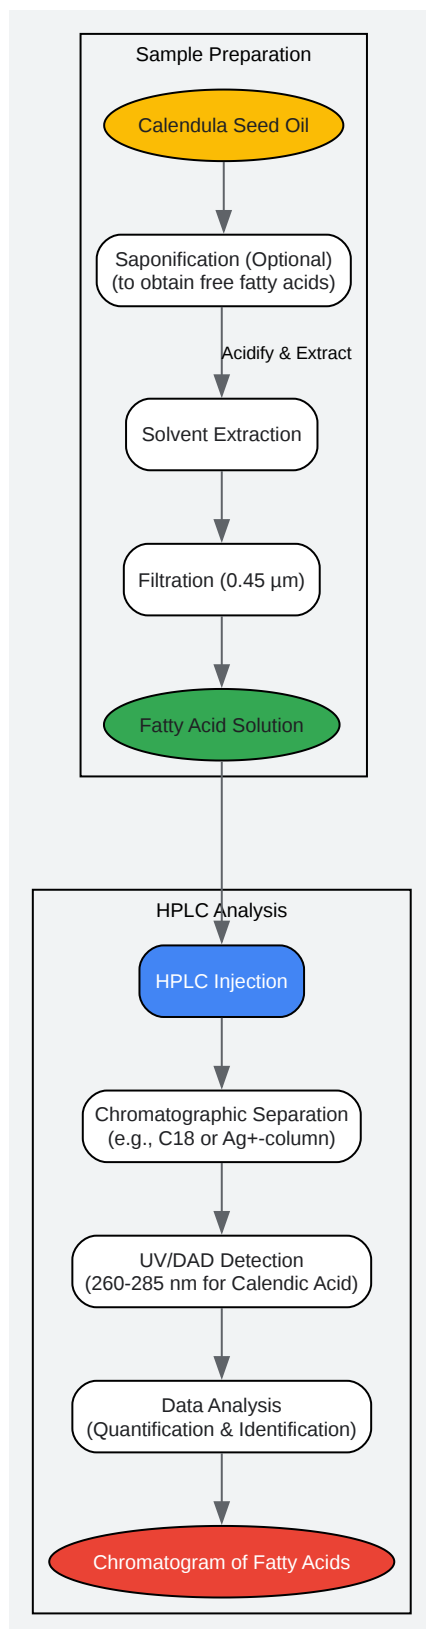 Sample Preparation
Calendula Seed Oil
Saponification (Optional)
(to obtain free fatty acids)
Acidify & Extract
Solvent Extraction
Filtration (0.45 µm)
Fatty Acid Solution
HPLC Analysis
HPLC Injection
Chromatographic Separation
(e.g., C18 or Ag+-column)
UV/DAD Detection
(260-285 nm for Calendic Acid)
Data Analysis
(Quantification & Identification)
Chromatogram of Fatty Acids